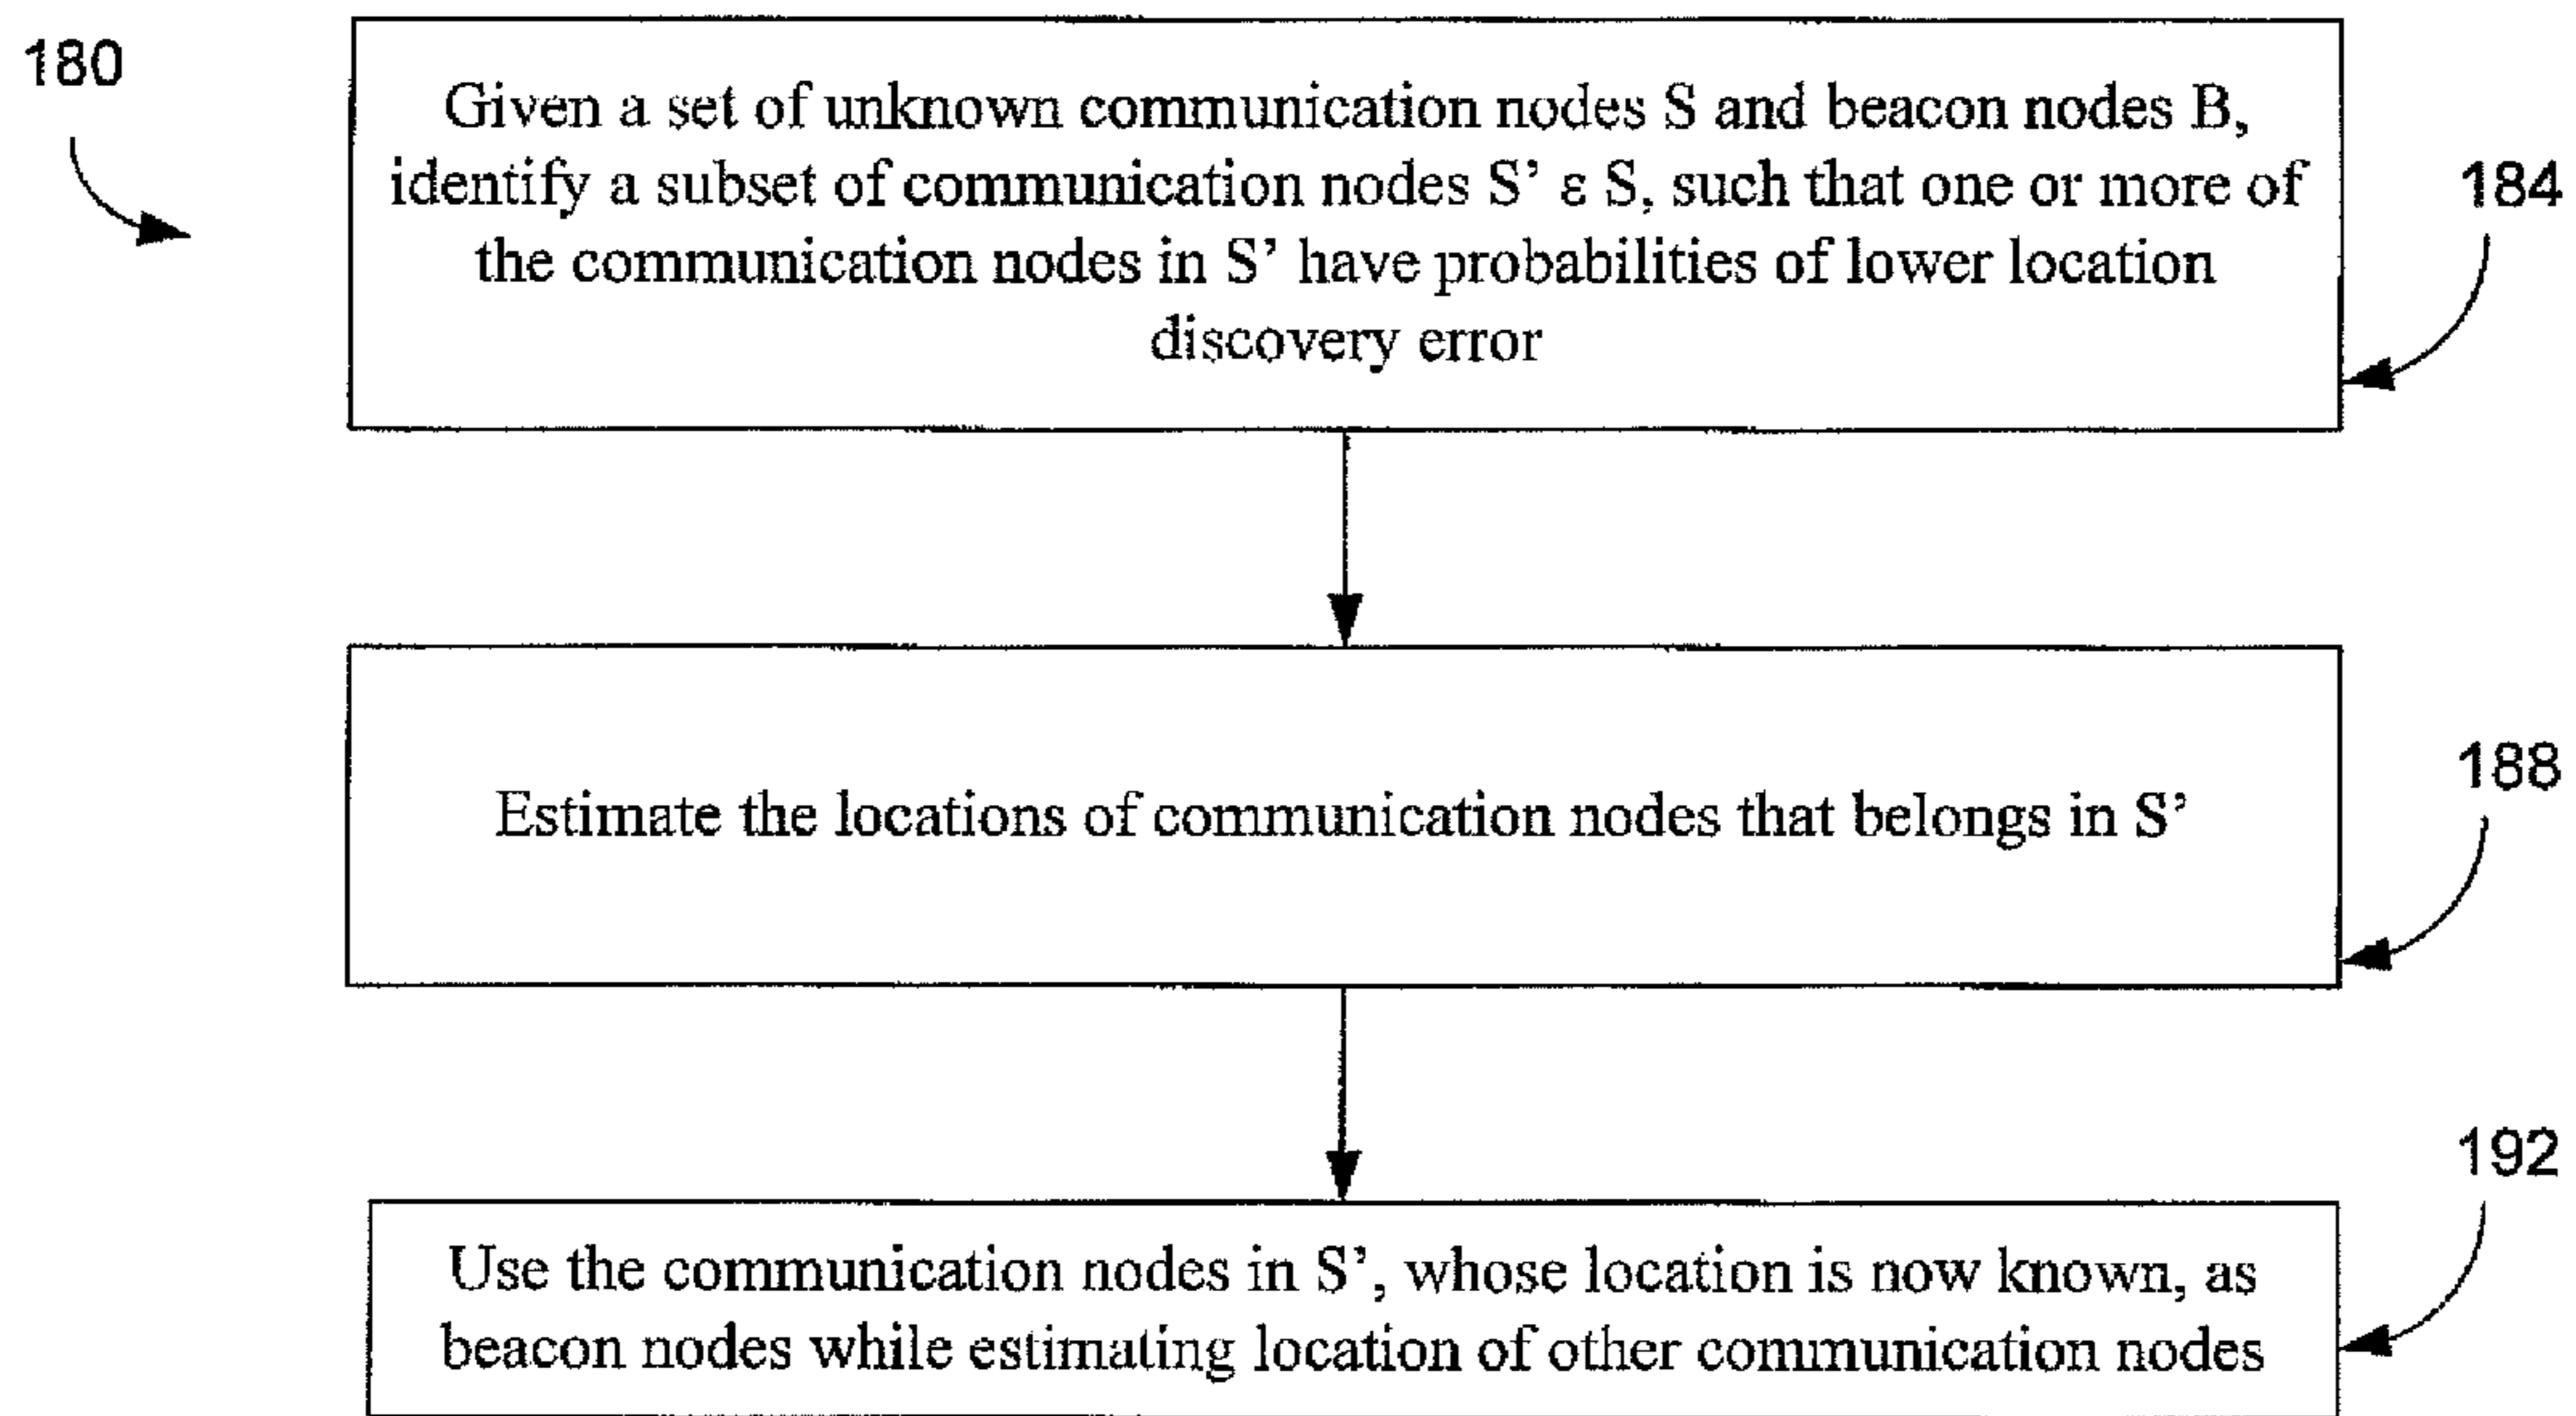 180
Given a set of unknown communication nodes S and beacon nodes B,
identify a subset of communication nodes S’ ε S, such that one or more of
the communication nodes in S’ have probabilities of lower location
discovery error
184
Estimate the locations of communication nodes that belongs in S’
188
Use the communication nodes in S’, whose location is now known, as
beacon nodes while estimating location of other communication nodes
192